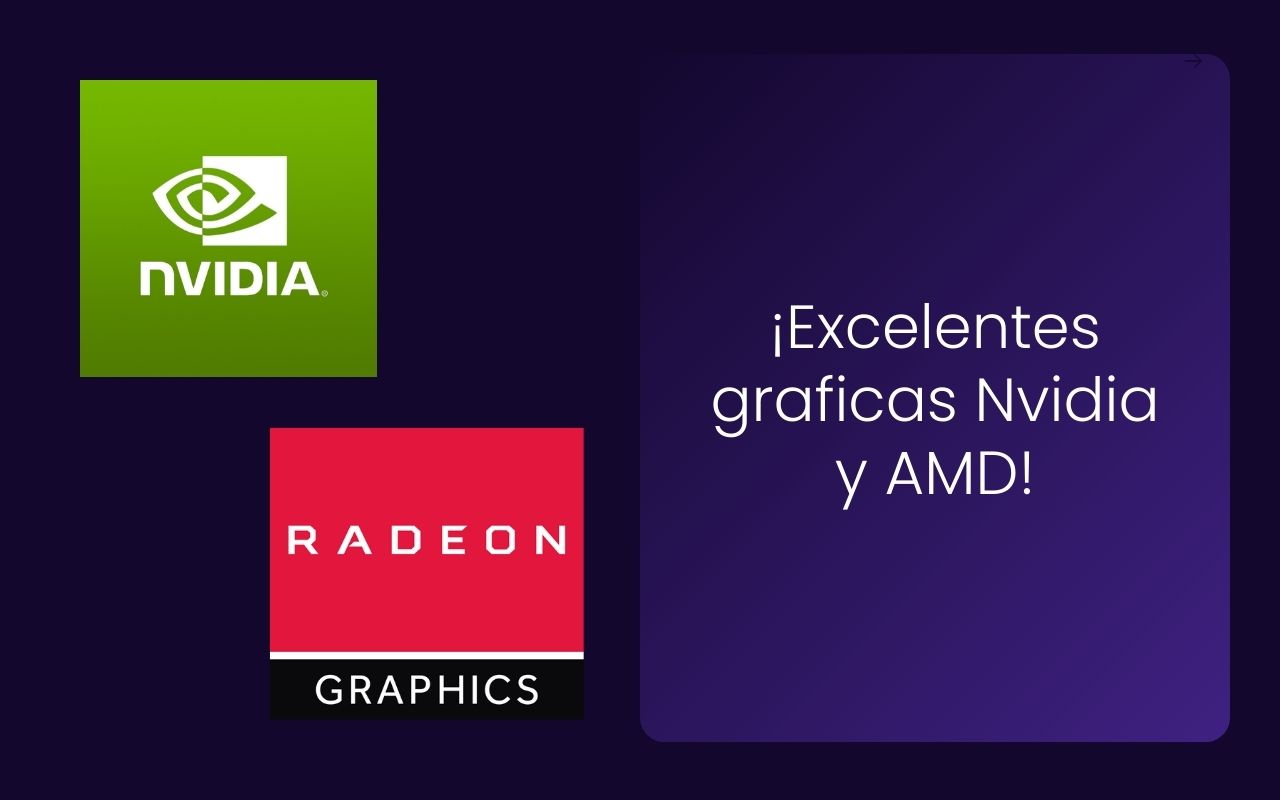 NVIDIA®
RADEON
GRAPHICS
¡Excelentes
graficas Nvidia
y AMD!